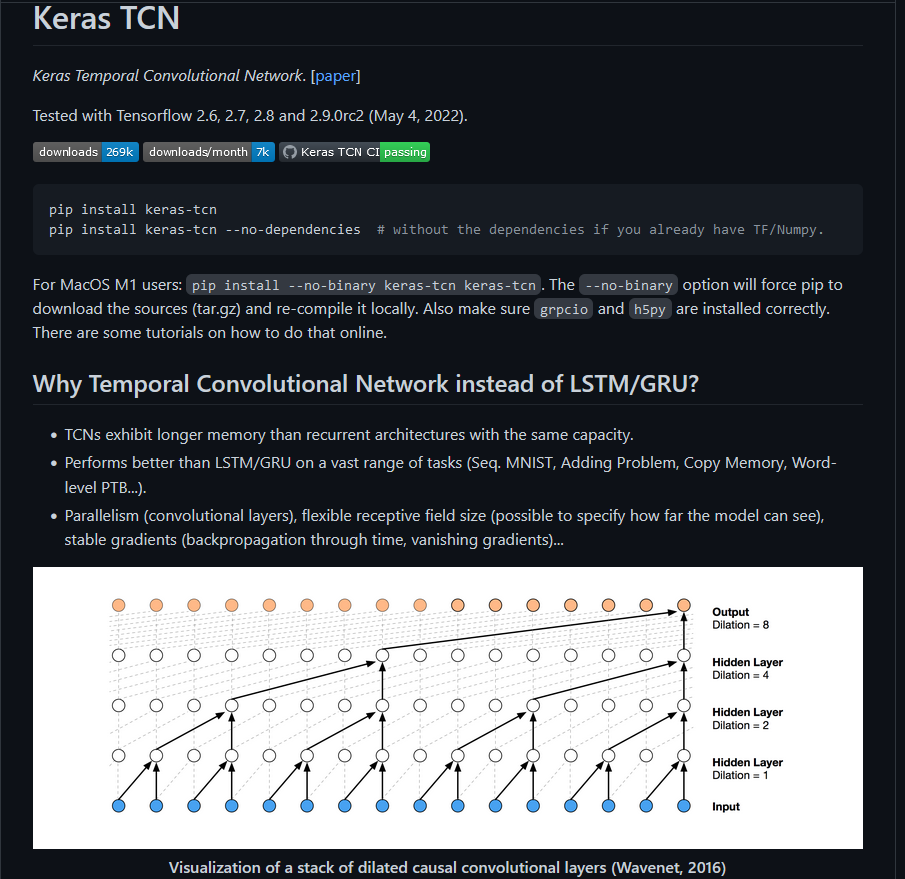 Keras TCN
Keras Temporal Convolutional Network. [paper]
Tested with Tensorflow 2.6, 2.7, 2.8 and 2.9.0rc2 (May 4, 2022).
downloads 269k downloads/month 7k Keras TCN CI passing
pip install keras-tcn
pip install keras-tcn --no-dependencies  # without the dependencies if you already have TF/Numpy.
For MacOS M1 users: pip install --no-binary keras-tcn keras-tcn. The --no-binary option will force pip to
download the sources (tar.gz) and re-compile it locally. Also make sure grpcio and h5py are installed correctly.
There are some tutorials on how to do that online.
Why Temporal Convolutional Network instead of LSTM/GRU?
• TCNs exhibit longer memory than recurrent architectures with the same capacity.
• Performs better than LSTM/GRU on a vast range of tasks (Seq. MNIST, Adding Problem, Copy Memory, Word-
level PTB...).
• Parallelism (convolutional layers), flexible receptive field size (possible to specify how far the model can see),
stable gradients (backpropagation through time, vanishing gradients)...
Output
Dilation = 8
Hidden Layer
Dilation = 4
Hidden Layer
Dilation = 2
Hidden Layer
Dilation = 1
Input
Visualization of a stack of dilated causal convolutional layers (Wavenet, 2016)